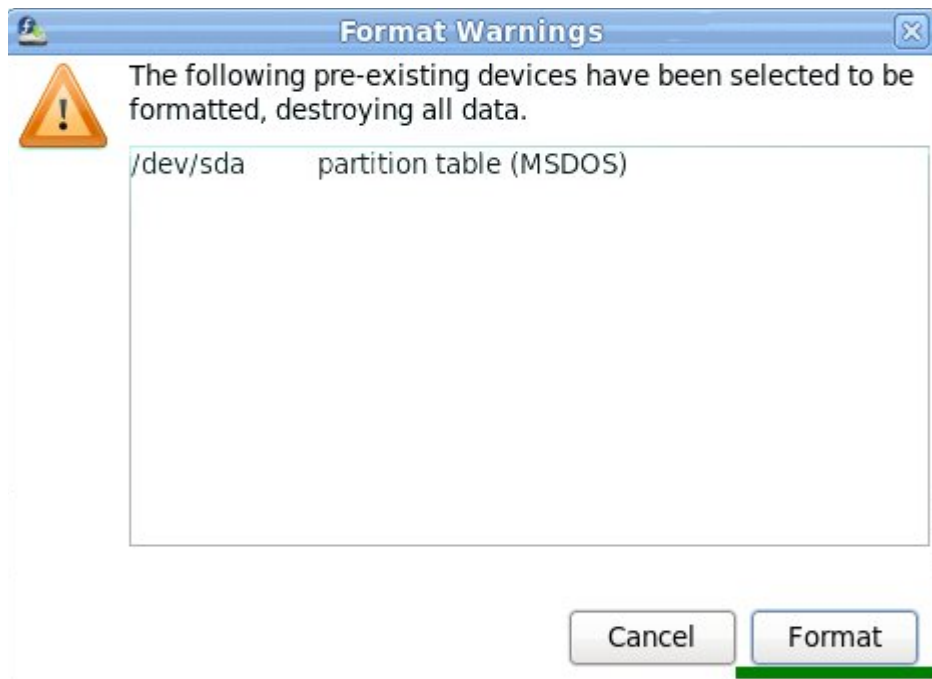 Format Warnings
The following pre-existing devices have been selected to be
formatted, destroying all data.
/dev/sda partition table (MSDOS)
Cancel Format